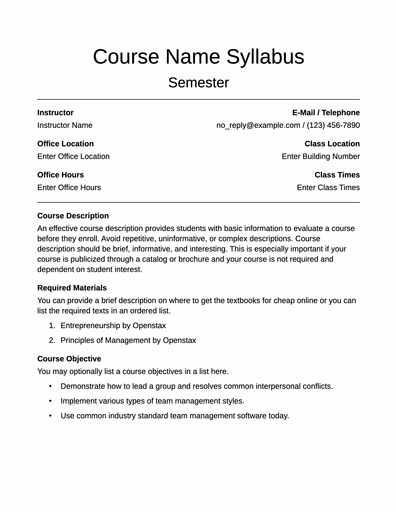 Course Name Syllabus
Semester
Instructor E-Mail / Telephone
Instructor Name no_reply@example.com / (123) 456-7890
Office Location Class Location
Enter Office Location Enter Building Number
Office Hours Class Times
Enter Office Hours Enter Class Times
Course Description
An effective course description provides students with basic information to evaluate a course
before they enroll. Avoid repetitive, uninformative, or complex descriptions. Course
description should be brief, informative, and interesting. This is especially important if your
course is publicized through a catalog or brochure and your course is not required and
dependent on student interest.
Required Materials
You can provide a brief description on where to get the textbooks for cheap online or you can
list the required texts in an ordered list.
1. Entrepreneurship by Openstax
2. Principles of Management by Openstax
Course Objective
You may optionally list a course objectives in a list here.
• Demonstrate how to lead a group and resolves common interpersonal conflicts.
• Implement various types of team management styles.
• Use common industry standard team management software today.